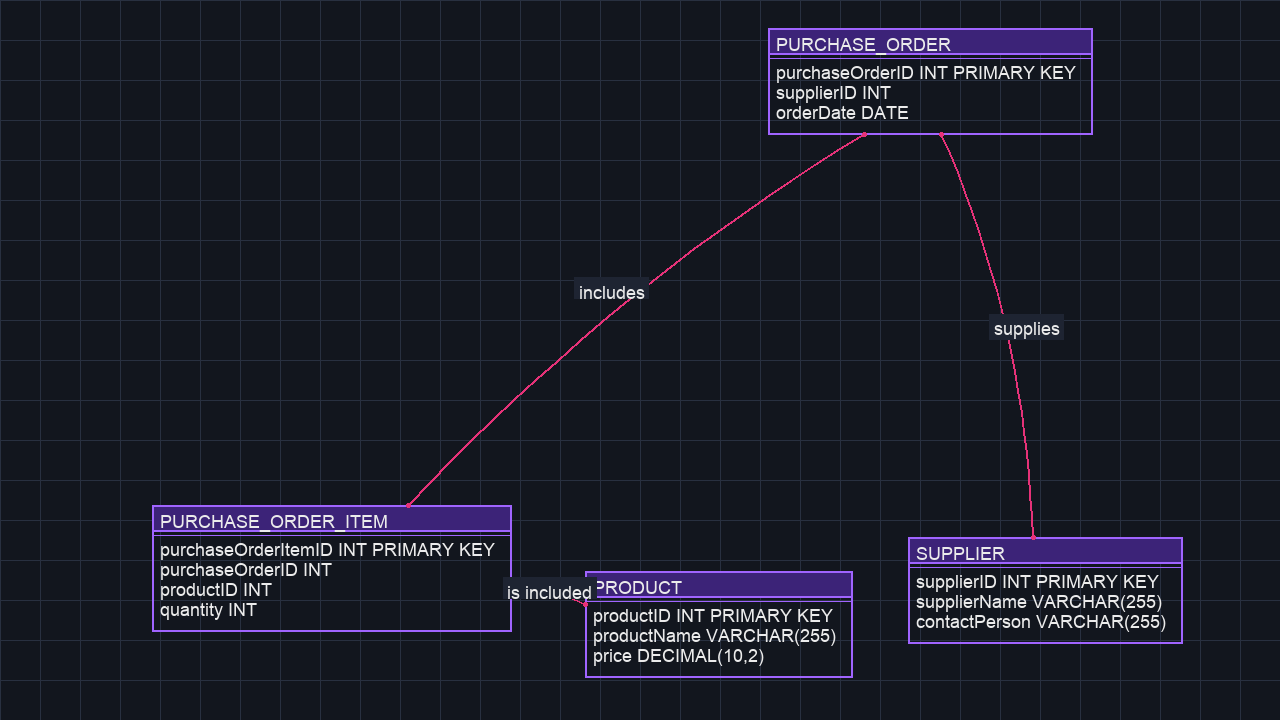 PURCHASE_ORDER
purchaseOrderID INT PRIMARY KEY
supplierID INT
orderDate DATE
includes
supplies
PURCHASE_ORDER_ITEM
purchaseOrderItemID INT PRIMARY KEY
purchaseOrderID INT
productID INT
quantity INT
is included
PRODUCT
productID INT PRIMARY KEY
productName VARCHAR(255)
price DECIMAL(10,2)
SUPPLIER
supplierID INT PRIMARY KEY
supplierName VARCHAR(255)
contactPerson VARCHAR(255)